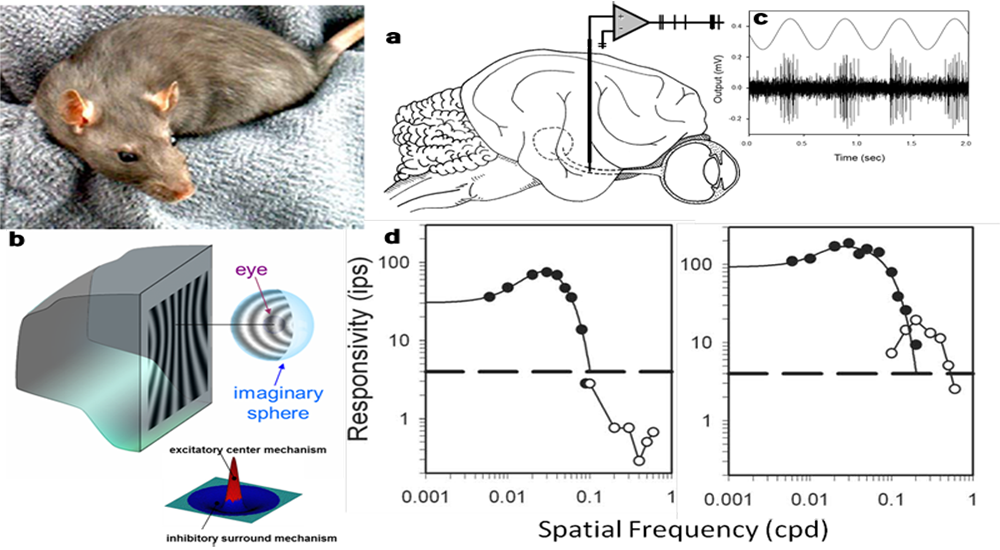 a
+
-
c
0.4
0.2
0.0
-0.2
Output (mV)
0.0
0.5
1.0
1.5
2.0
Time (sec)
b
eye
imaginary
sphere
excitatory center mechanism
inhibitory surround mechanism
d
Responsivity (ips)
100
10
1
0.001
0.01
0.1
1
100
10
1
0.001
0.01
0.1
1
Spatial Frequency (cpd)